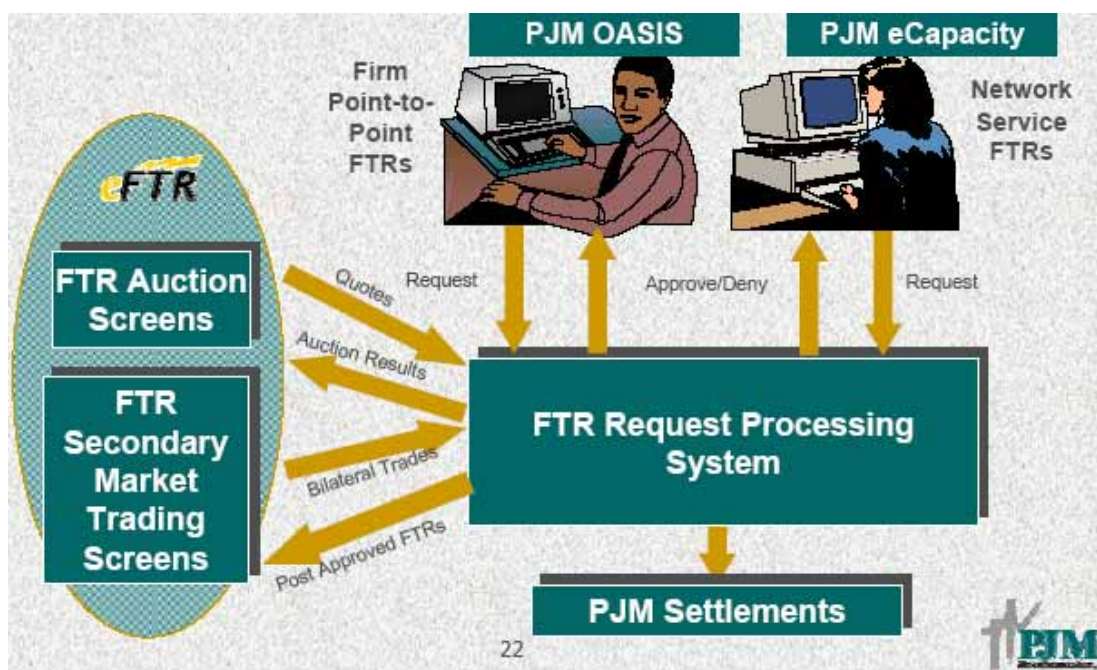 PJM OASIS
PJM eCapacity
Firm
Point-to-
Point
FTRs
Network
Service
FTRs
eFTR
FTR Auction
Screens
FTR
Secondary
Market
Trading
Screens
Quotes
Auction Results
Bilateral Trades
Post Approved FTRs
Request
Approve/Deny
Request
FTR Request Processing
System
PJM Settlements
22
PJM